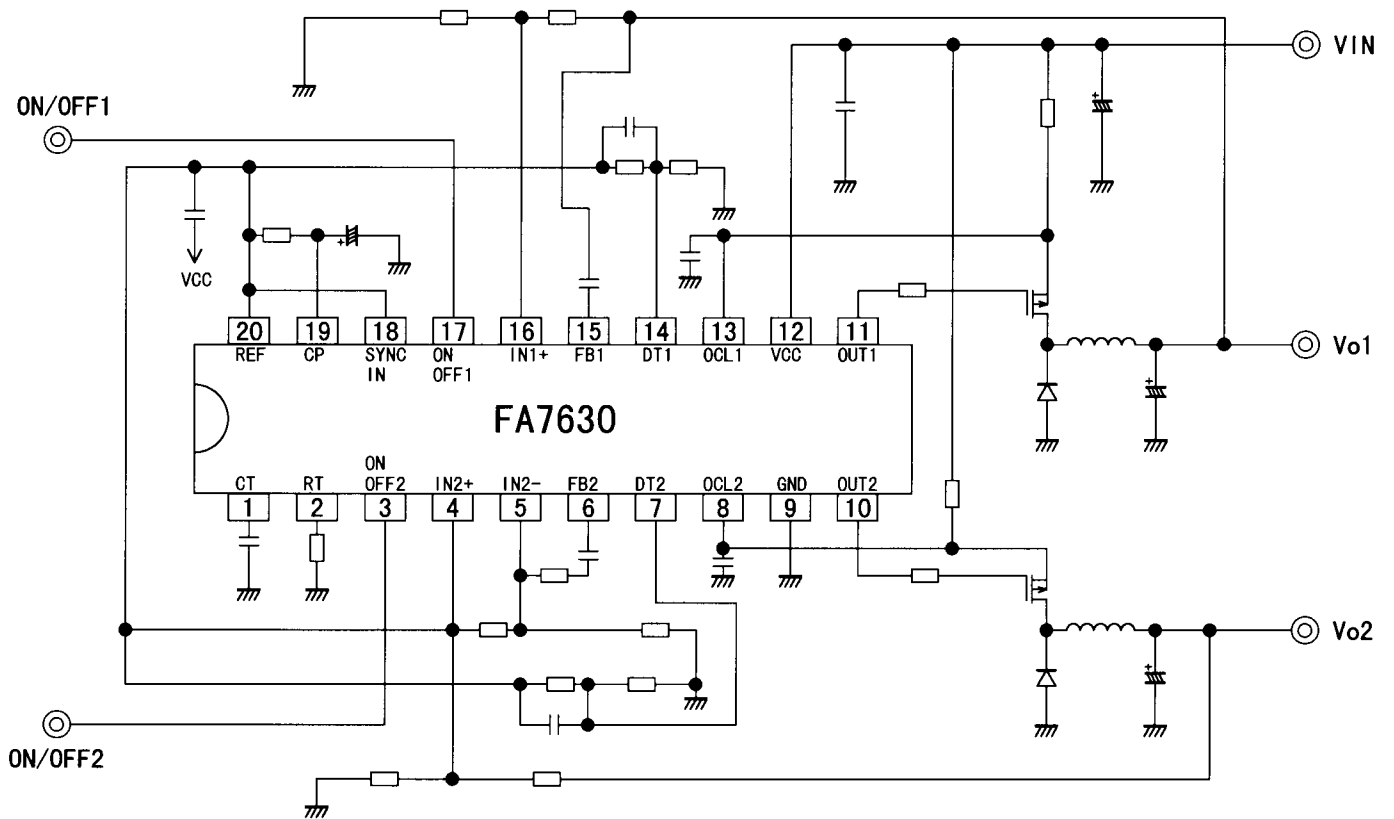 VIN
ON/OFF1
VCC
20 19 18 17 16 15 14 13 12 11
REF CP SYNC IN ON OFF1 IN1+ FB1 DT1 OCL1 VCC OUT1
Vo1
FA7630
CT RT ON OFF2 IN2+ IN2- FB2 DT2 OCL2 GND OUT2
1 2 3 4 5 6 7 8 9 10
Vo2
ON/OFF2